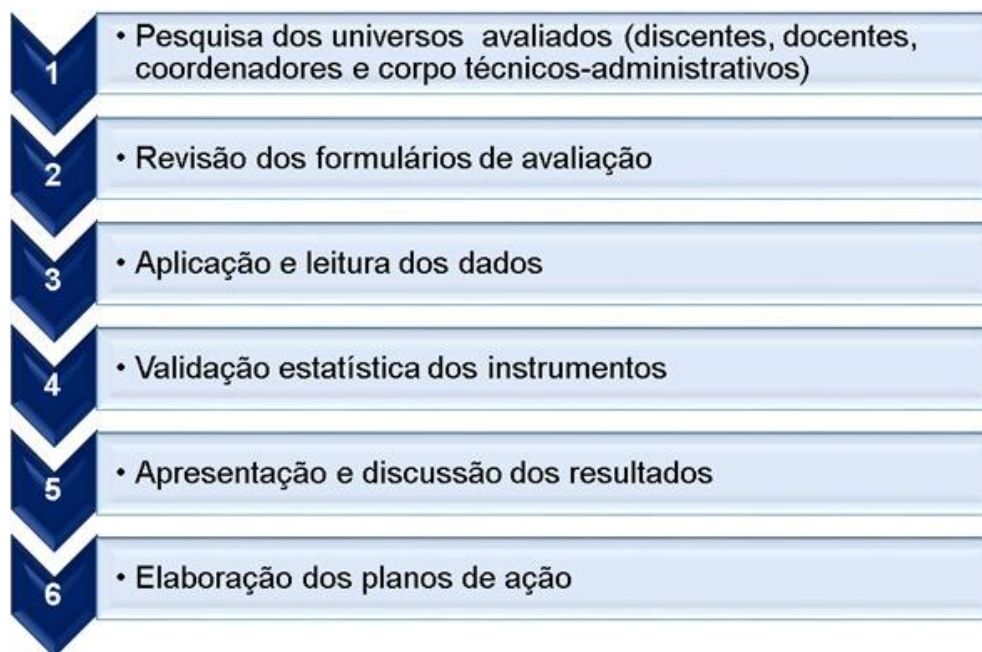 1
• Pesquisa dos universos avaliados (discentes, docentes,
coordenadores e corpo técnicos-administrativos)
2
• Revisão dos formulários de avaliação
3
• Aplicação e leitura dos dados
4
• Validação estatística dos instrumentos
5
• Apresentação e discussão dos resultados
6
• Elaboração dos planos de ação